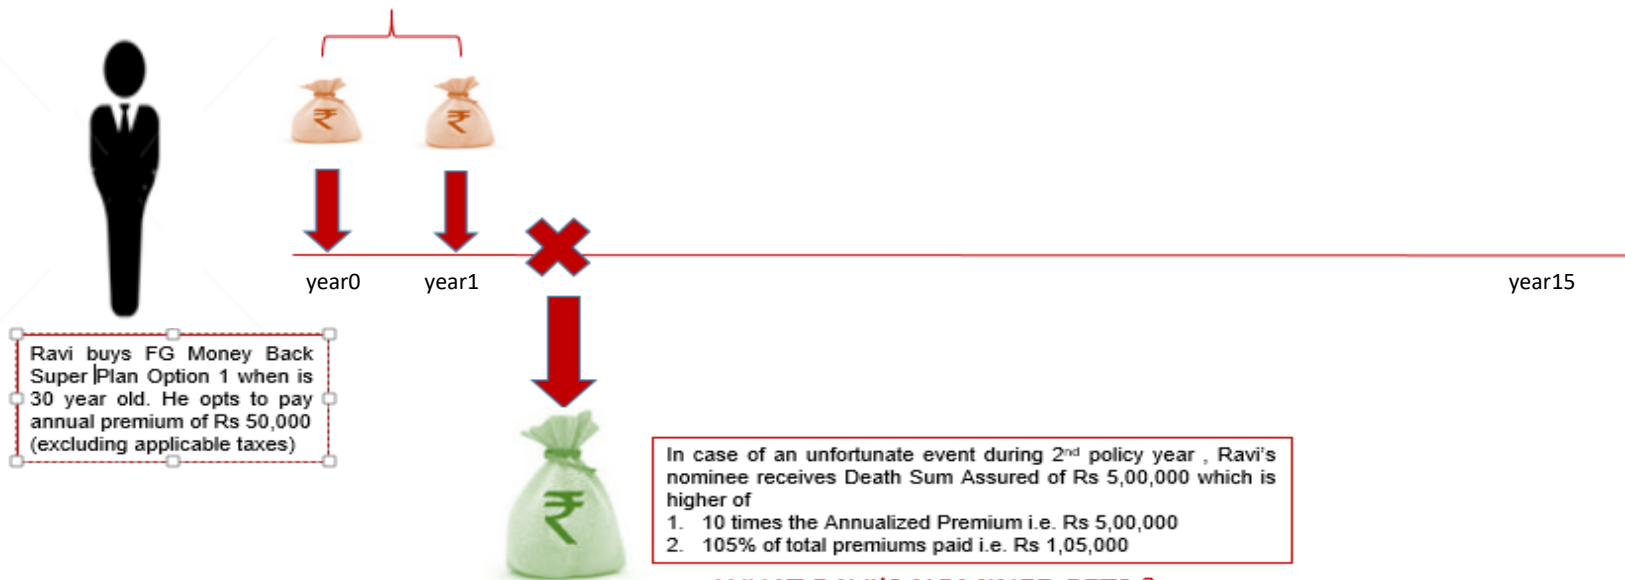 ₹
₹
year0
year1
year15
Ravi buys FG Money Back
Super Plan Option 1 when is
30 year old. He opts to pay
annual premium of Rs 50,000
(excluding applicable taxes)
₹
In case of an unfortunate event during 2nd policy year , Ravi's
nominee receives Death Sum Assured of Rs 5,00,000 which is
higher of
1. 10 times the Annualized Premium i.e. Rs 5,00,000
2. 105% of total premiums paid i.e. Rs 1,05,000